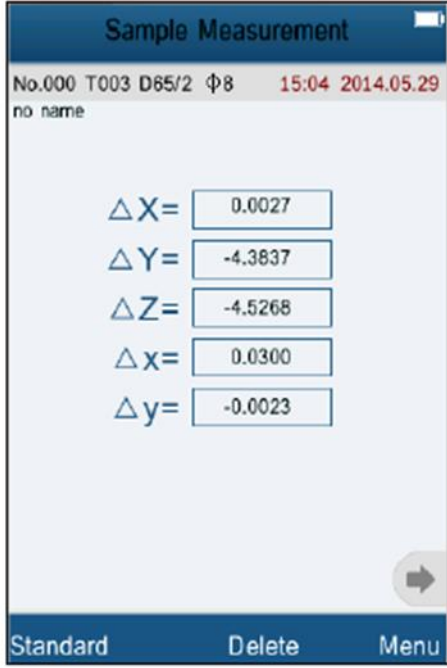 Sample Measurement
No.000 T003 D65/2 Φ8 15:04 2014.05.29
no name
△X= 0.0027
△Y= -4.3837
△Z= -4.5268
△x= 0.0300
△y= -0.0023
Standard Delete Menu